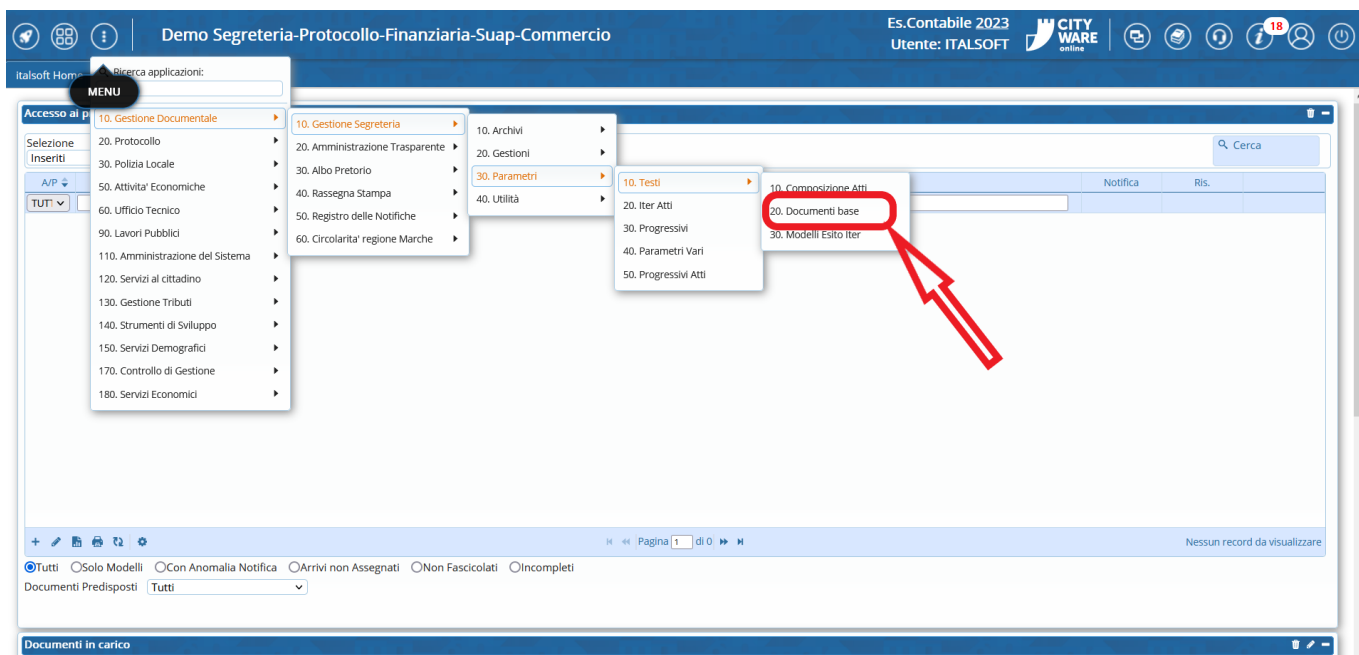 Demo Segreteria-Protocollo-Finanziaria-Suap-Commercio
Es.Contabile 2023
Utente: ITALSOFT
CITY
WARE
online
18
italsoft Home
Ricerca applicazioni:
MENU
Accesso ai p
Selezione
Inseriti
Cerca
A/P
Notifica
Ris.
TUTT
10. Gestione Documentale
20. Protocollo
30. Polizia Locale
50. Attivita' Economiche
60. Ufficio Tecnico
90. Lavori Pubblici
110. Amministrazione del Sistema
120. Servizi al cittadino
130. Gestione Tributi
140. Strumenti di Sviluppo
150. Servizi Demografici
170. Controllo di Gestione
180. Servizi Economici
10. Gestione Segreteria
20. Amministrazione Trasparente
30. Albo Pretorio
40. Rassegna Stampa
50. Registro delle Notifiche
60. Circolarita' regione Marche
10. Archivi
20. Gestioni
30. Parametri
40. Utilità
10. Testi
20. Iter Atti
30. Progressivi
40. Parametri Vari
50. Progressivi Atti
10. Composizione Atti
20. Documenti base
30. Modelli Esito Iter
Pagina 1 di 0
Nessun record da visualizzare
Tutti Solo Modelli Con Anomalia Notifica Arrivi non Assegnati Non Fascicolati Incompleti
Documenti Predisposti Tutti
Documenti in carico